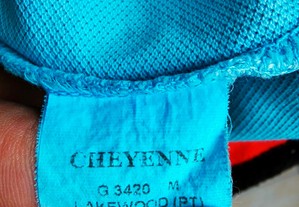 CHEYENNE
G 3420 M
LAKEWOOD (PT)